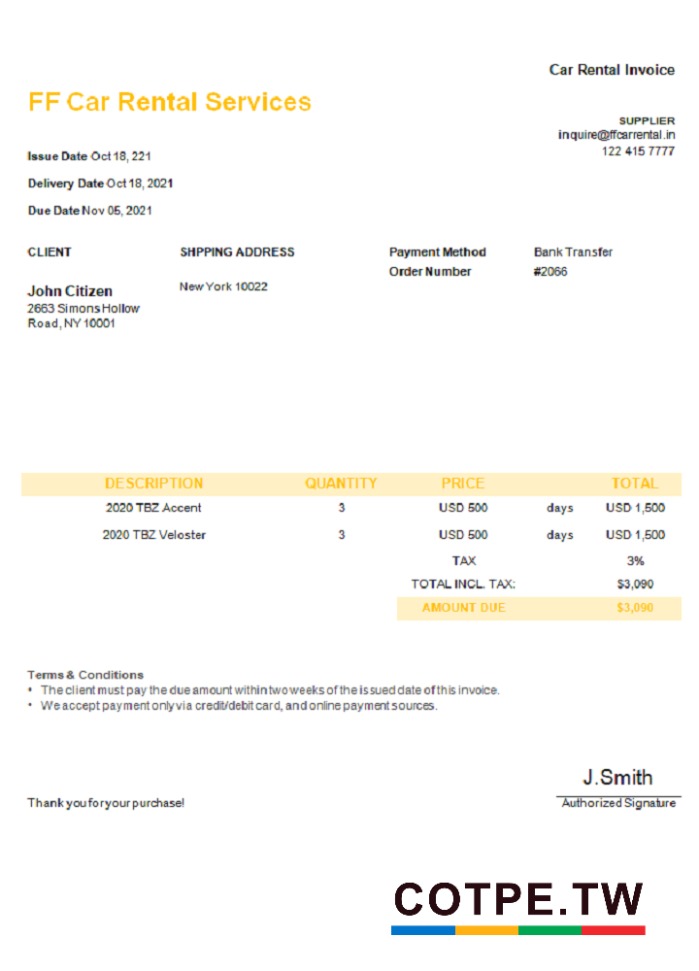 Car Rental Invoice
FF Car Rental Services
SUPPLIER
inquire@ffcarrental.in
122 415 7777
Issue Date Oct 18, 221
Delivery Date Oct 18, 2021
Due Date Nov 05, 2021
CLIENT SHPPING ADDRESS Payment Method Bank Transfer
Order Number #2066
John Citizen New York 10022
2663 Simons Hollow
Road, NY 10001
DESCRIPTION QUANTITY PRICE TOTAL
2020 TBZ Accent 3 USD 500 days USD 1,500
2020 TBZ Veloster 3 USD 500 days USD 1,500
TAX 3%
TOTAL INCL. TAX: $3,090
AMOUNT DUE $3,090
Terms & Conditions
• The client must pay the due amount within two weeks of the issued date of this invoice.
• We accept payment only via credit/debit card, and online payment sources.
J.Smith
Thank you for your purchase! Authorized Signature
COTPE.TW